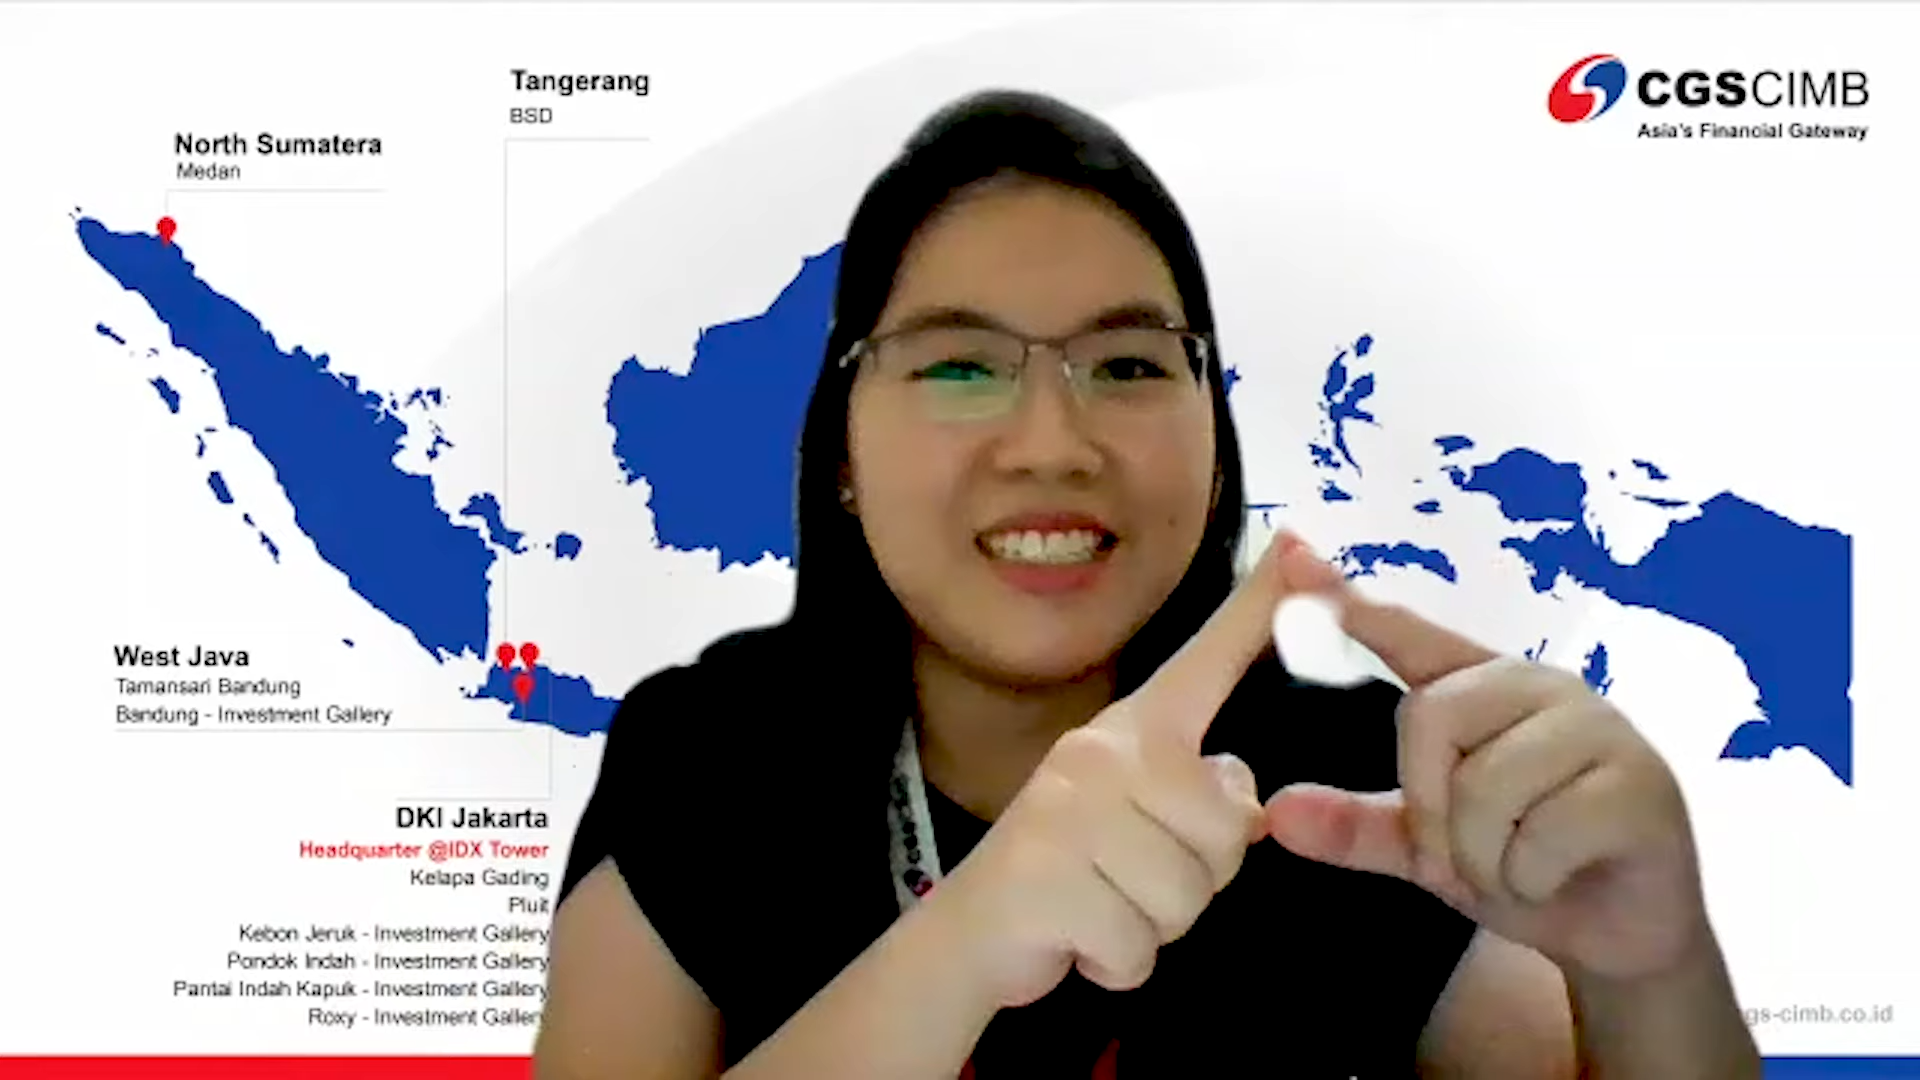 Tangerang
BSD
CGSCIMB
Asia's Financial Gateway
North Sumatera
Medan
West Java
Tamansari Bandung
Bandung - Investment Gallery
DKI Jakarta
Headquarter @IDX Tower
Kelapa Gading
Pluit
Kebon Jeruk - Investment Gallery
Pondok Indah - Investment Gallery
Pantai Indah Kapuk - Investment Gallery
Roxy - Investment Gallery
gs-cimb.co.id